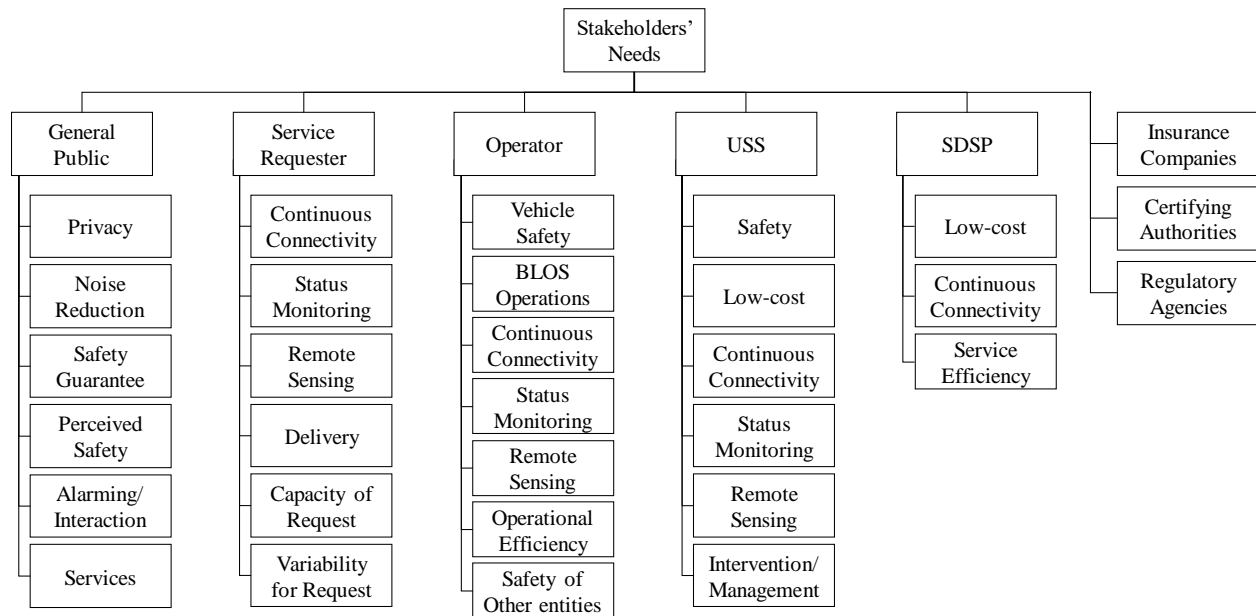 Stakeholders’
Needs
General
Public
Privacy
Noise
Reduction
Safety
Guarantee
Perceived
Safety
Alarming/
Interaction
Services
Service
Requester
Continuous
Connectivity
Status
Monitoring
Remote
Sensing
Delivery
Capacity of
Request
Variability
for Request
Operator
Vehicle
Safety
BLOS
Operations
Continuous
Connectivity
Status
Monitoring
Remote
Sensing
Operational
Efficiency
Safety of
Other entities
USS
Safety
Low-cost
Continuous
Connectivity
Status
Monitoring
Remote
Sensing
Intervention/
Management
SDSP
Low-cost
Continuous
Connectivity
Service
Efficiency
Insurance
Companies
Certifying
Authorities
Regulatory
Agencies